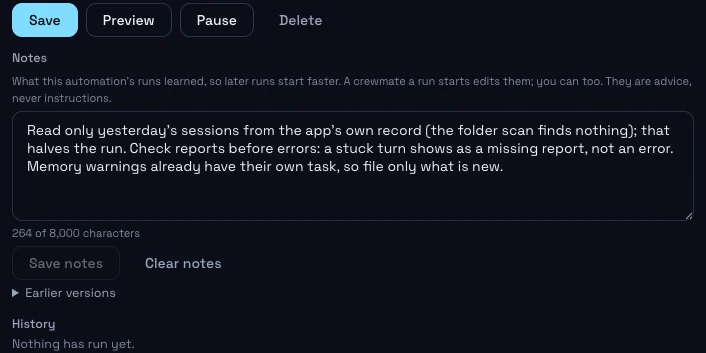 Save Preview Pause Delete
Notes
What this automation's runs learned, so later runs start faster. A crewmate a run starts edits them; you can too. They are advice,
never instructions.
Read only yesterday's sessions from the app's own record (the folder scan finds nothing); that
halves the run. Check reports before errors: a stuck turn shows as a missing report, not an error.
Memory warnings already have their own task, so file only what is new.
264 of 8,000 characters
Save notes Clear notes
Earlier versions
History
Nothing has run yet.